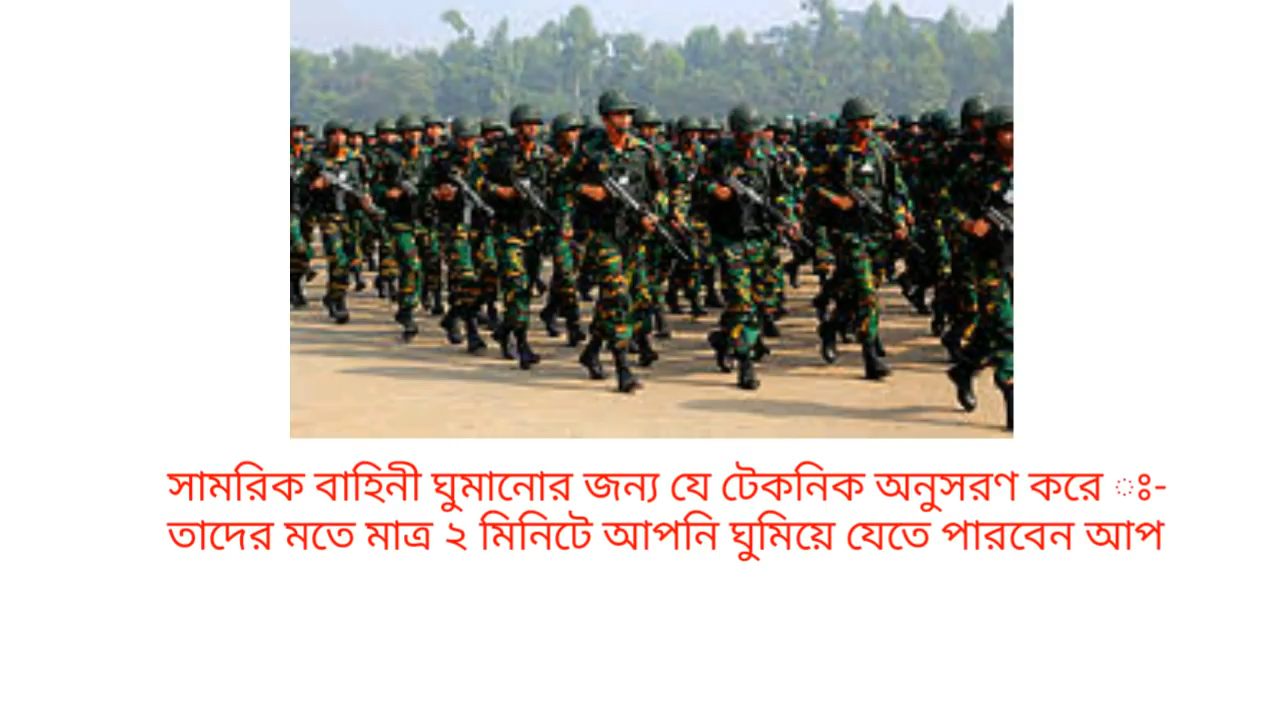 সামরিক বাহিনী ঘুমানোর জন্য যে টেকনিক অনুসরণ করে ঃ-
তাদের মতে মাত্র ২ মিনিটে আপনি ঘুমিয়ে যেতে পারবেন আপ